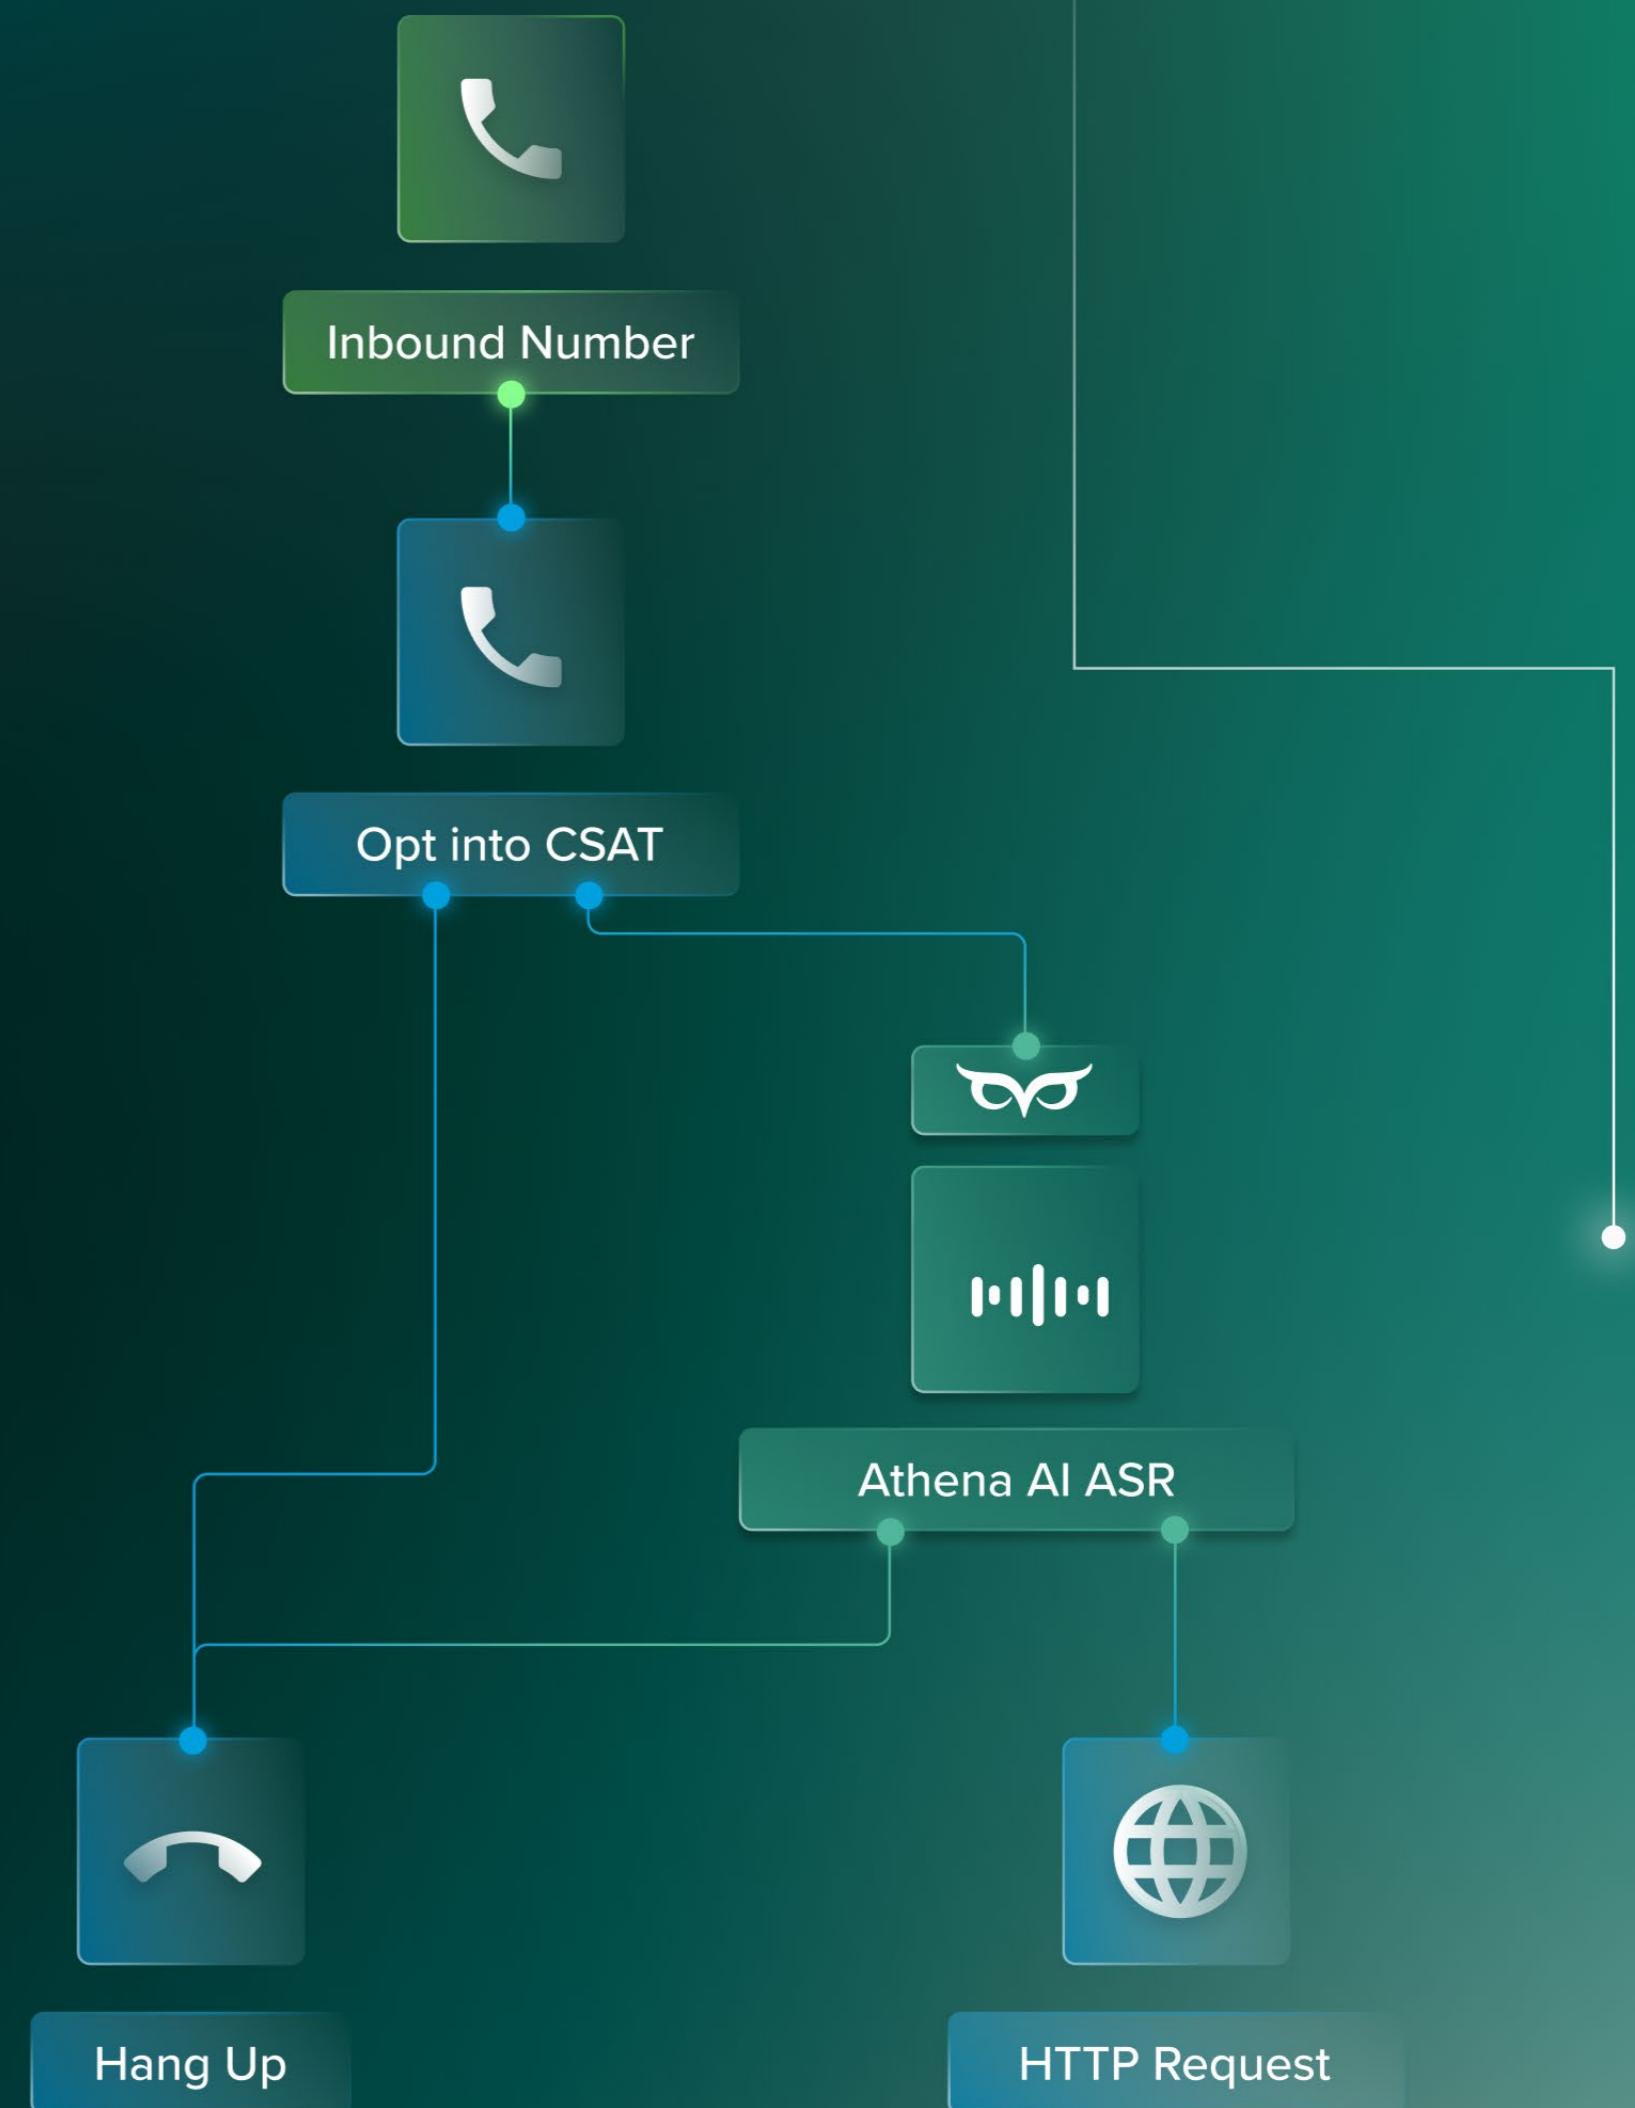 Inbound Number
Opt into CSAT
Athena AI ASR
Hang Up
HTTP Request